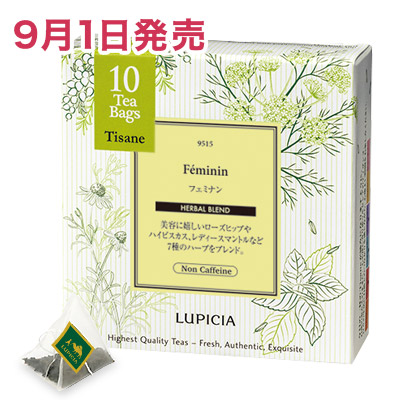 9月1日発売
10
Tea
Bags
Tisane
9515
Féminin
フェミナン
HERBAL BLEND
美容に嬉しいローズヒップや
ハイビスカス、レディースマントルなど
7種のハーブをブレンド。
Non Caffeine
LUPICIA
Highest Quality Teas – Fresh, Authentic, Exquisite
LUPICIA